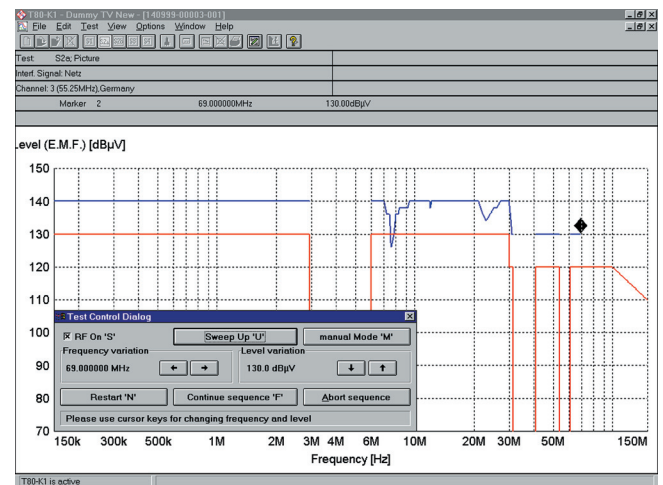 T80-K1 - Dummy TV New - [140999-00003-001]
File Edit Test View Options Window Help
Test: S2a; Picture
Interf. Signal: Netz
Channel: 3 (55.25MHz),Germany
Marker 2 69.000000MHz 130.00dBµV
Level (E.M.F.) [dBµV]
150
140
130
120
110
100
90
80
70
Test Control Dialog
RF On 'S'
Sweep Up 'U'
manual Mode 'M'
Frequency variation
Level variation
69.000000 MHz
130.0 dBµV
Restart 'N'
Continue sequence 'F'
Abort sequence
Please use cursor keys for changing frequency and level
150k 300k 500k 1M 2M 3M 4M 6M 10M 20M 30M 50M 150M
Frequency [Hz]
T80-K1 is active